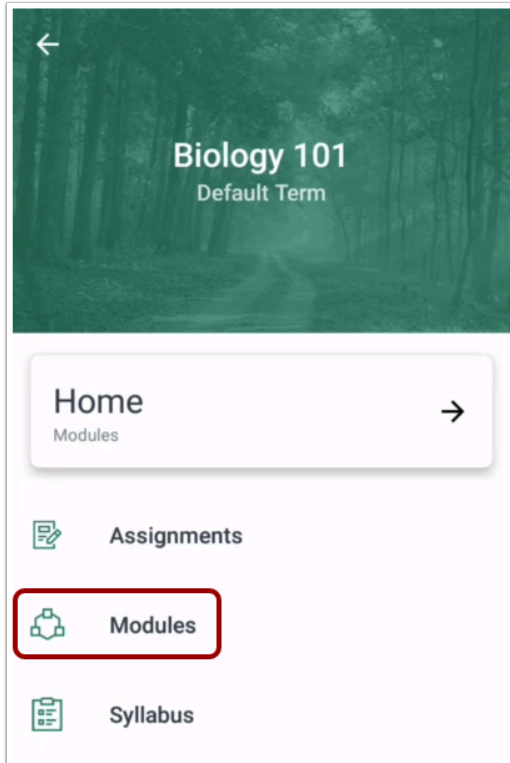 Biology 101
Default Term
Home
Modules
Assignments
Modules
Syllabus